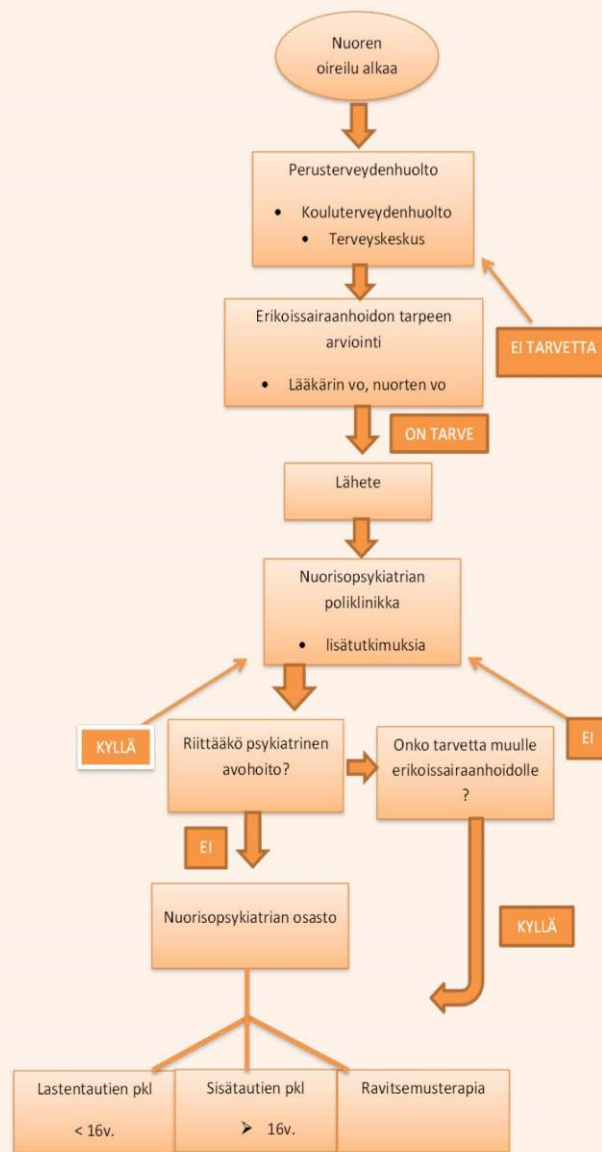 Nuoren
oireilu alkaa
Perusterveydenhuolto
• Kouluterveydenhuolto
• Terveyskeskus
EI TARVETTA
Erikoissairaanhoidon tarpeen
arviointi
• Lääkärin vo, nuorten vo
ON TARVE
Lähete
Nuorisopsykiatrian
poliklinikka
• lisätutkimuksia
KYLLÄ
Riittääkö psykiatrinen
avohoito?
Onko tarvetta muulle
erikoissairaanhoidolle
?
EI
EI
Nuorisopsykiatrian osasto
KYLLÄ
Lastentautien pkl
< 16v.
Sisätautien pkl
➢ 16v.
Ravitsemusterapia